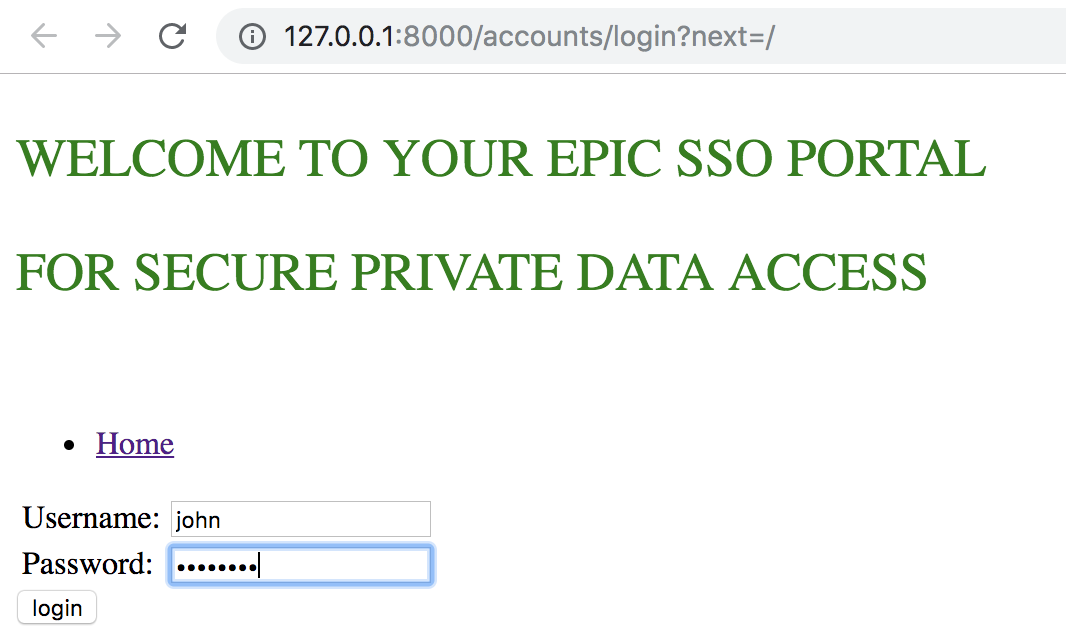 127.0.0.1:8000/accounts/login?next=/
WELCOME TO YOUR EPIC SSO PORTAL
FOR SECURE PRIVATE DATA ACCESS
Home
Username: john
Password: ••••••••
login